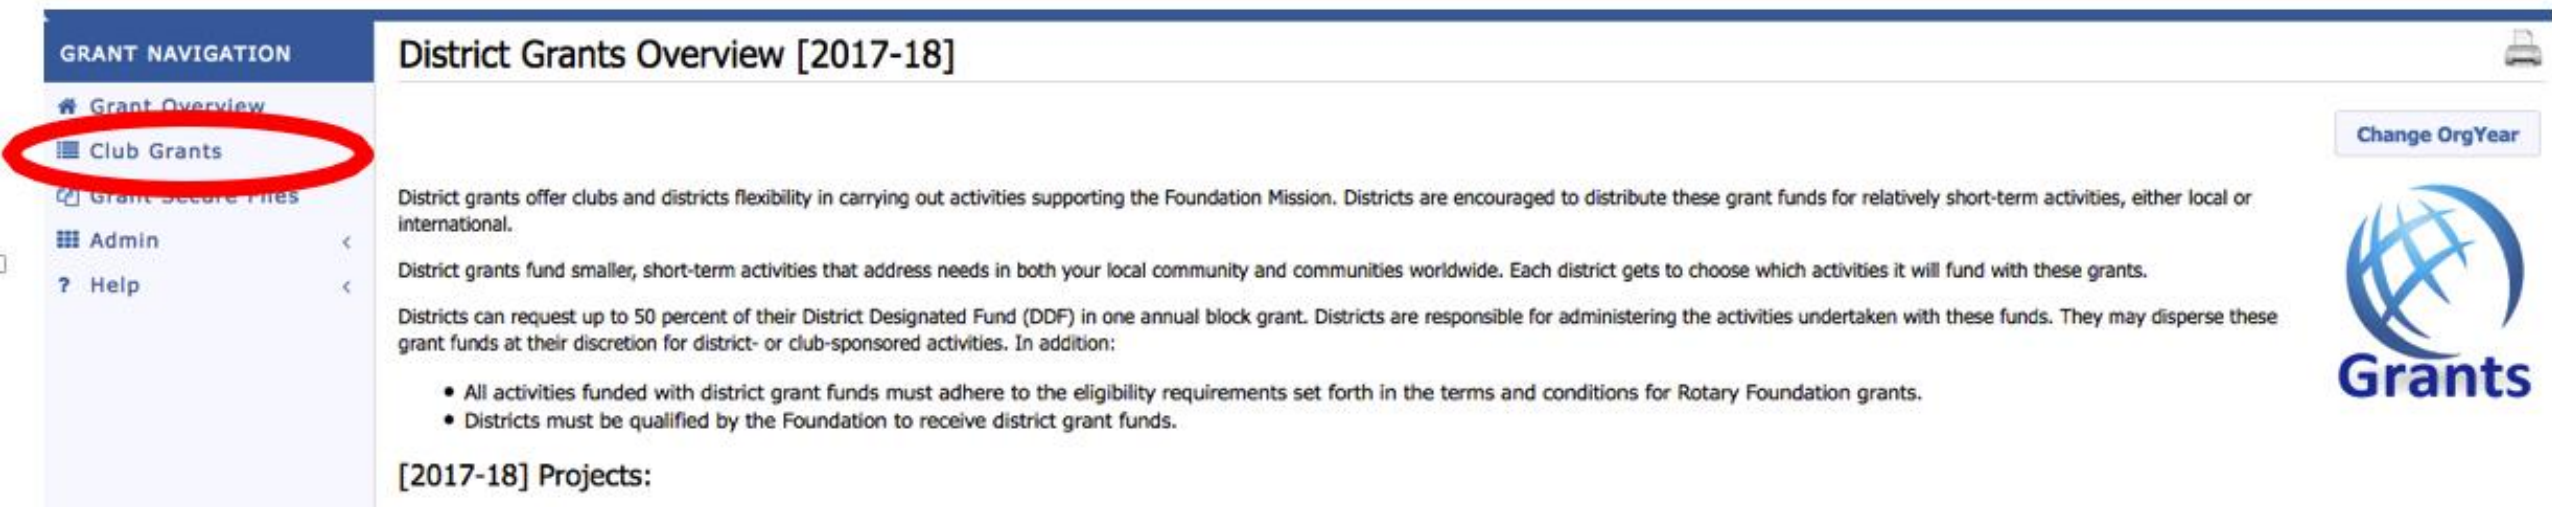 GRANT NAVIGATION
Grant Overview
Club Grants
Grant Secure Files
Admin
? Help
District Grants Overview [2017-18]
Change OrgYear
District grants offer clubs and districts flexibility in carrying out activities supporting the Foundation Mission. Districts are encouraged to distribute these grant funds for relatively short-term activities, either local or
international.
District grants fund smaller, short-term activities that address needs in both your local community and communities worldwide. Each district gets to choose which activities it will fund with these grants.
Districts can request up to 50 percent of their District Designated Fund (DDF) in one annual block grant. Districts are responsible for administering the activities undertaken with these funds. They may disperse these
grant funds at their discretion for district- or club-sponsored activities. In addition:
• All activities funded with district grant funds must adhere to the eligibility requirements set forth in the terms and conditions for Rotary Foundation grants.
• Districts must be qualified by the Foundation to receive district grant funds.
Grants
[2017-18] Projects: